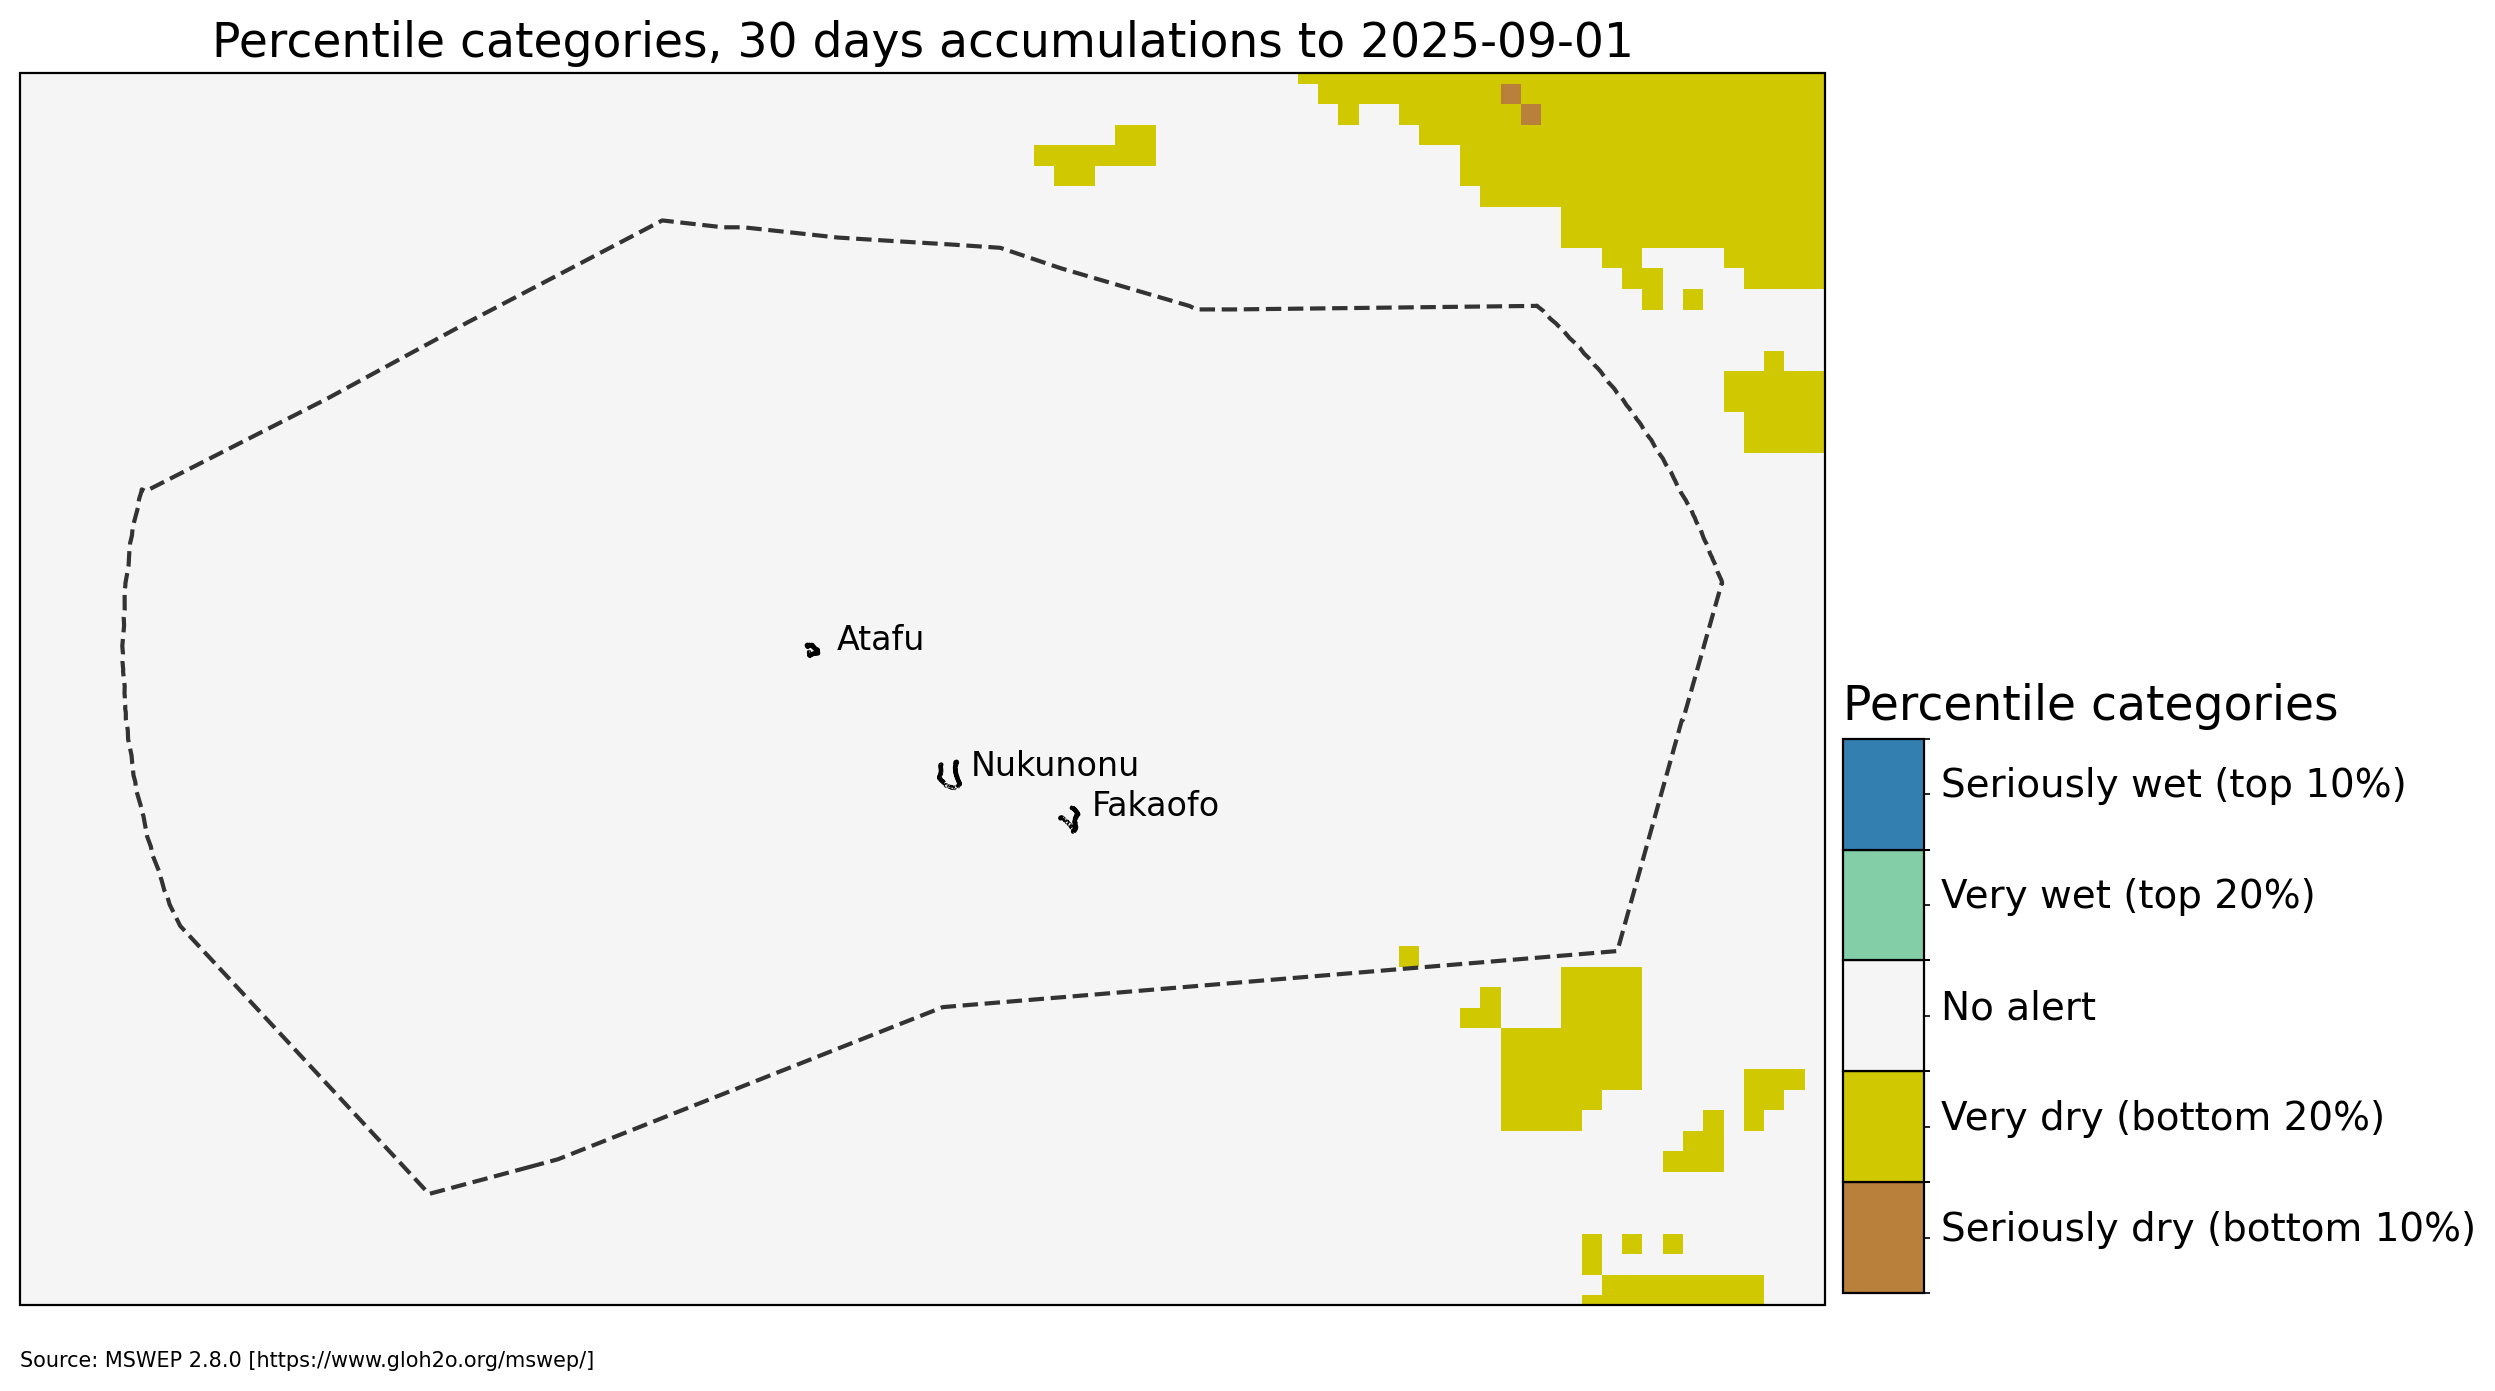 Percentile categories, 30 days accumulations to 2025-09-01
Atafu
Nukunonu
Fakaofo
Percentile categories
Seriously wet (top 10%)
Very wet (top 20%)
No alert
Very dry (bottom 20%)
Seriously dry (bottom 10%)
Source: MSWEP 2.8.0 [https://www.gloh2o.org/mswep/]